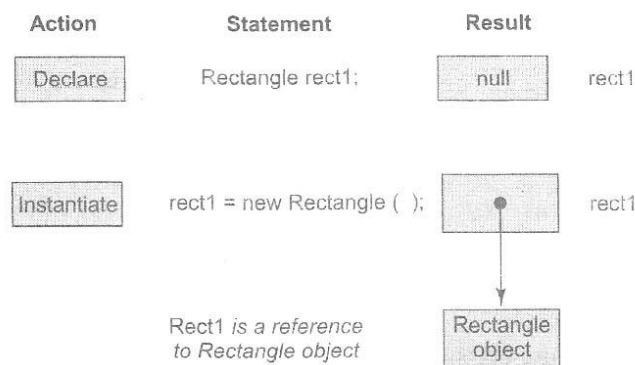 Action Statement Result
Declare Rectangle rect1; null rect1
Instantiate rect1 = new Rectangle ( ); rect1
Rect1 is a reference
to Rectangle object
Rectangle
object